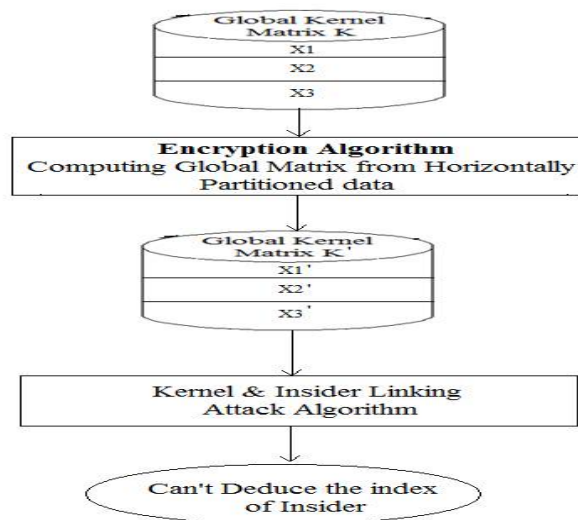 Global Kernel
Matrix K
X1
X2
X3
Encryption Algorithm
Computing Global Matrix from Horizontally
Partitioned data
Global Kernel
Matrix K'
X1'
X2'
X3'
Kernel & Insider Linking
Attack Algorithm
Can't Deduce the index
of Insider